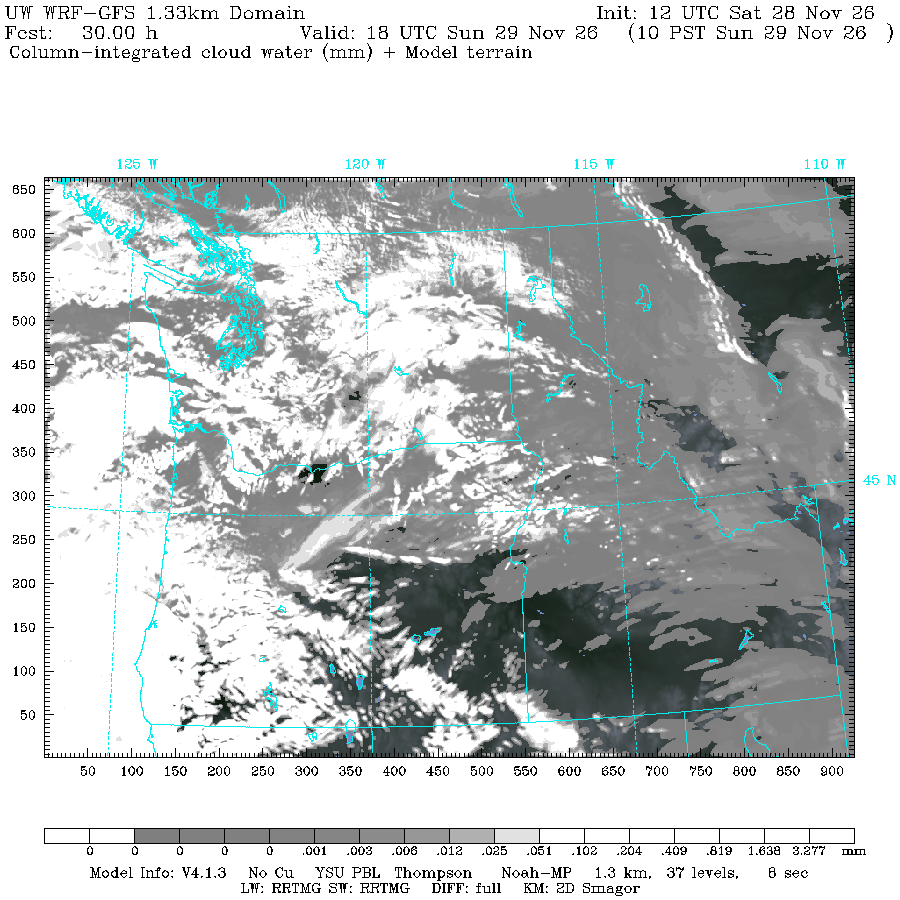 UW WRF-GFS 1.33km Domain Init: 12 UTC Sat 28 Nov 26
Fcst: 30.00 h Valid: 18 UTC Sun 29 Nov 26 (10 PST Sun 29 Nov 26 )
Column-integrated cloud water (mm) + Model terrain
125 W 120 W 115 W 110 W
650
600
550
500
450
400
350
45 N
300
250
200
150
100
50
50 100 150 200 250 300 350 400 450 500 550 600 650 700 750 800 850 900
0 0 0 0 0 .001 .003 .006 .012 .025 .051 .102 .204 .409 .819 1.638 3.277 mm
Model Info: V4.1.3 No Cu YSU PBL Thompson Noah-MP 1.3 km, 37 levels, 8 sec
LW: RRTMG SW: RRTMG DIFF: full KM: 2D Smagor